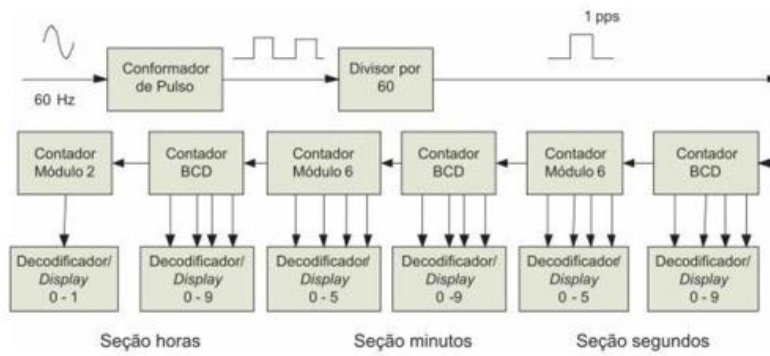 1 pps
60 Hz
Conformador
de Pulso
Divisor por
60
Contador
Módulo 2
Contador
BCD
Contador
Módulo 6
Contador
BCD
Contador
Módulo 6
Contador
BCD
Decodificador/
Display
0 - 1
Decodificador/
Display
0 - 9
Decodificador/
Display
0 - 5
Decodificador/
Display
0 -9
Decodificador/
Display
0 - 5
Decodificador/
Display
0 - 9
Seção horas
Seção minutos
Seção segundos